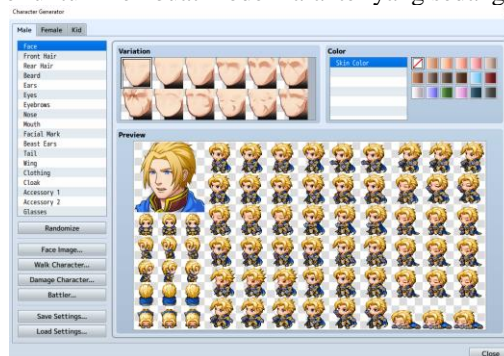 Character Generator
Male Female Kid
Face
Front Hair
Rear Hair
Beard
Ears
Eyes
Eyebrows
Nose
Mouth
Facial Mark
Beast Ears
Tail
Wing
Clothing
Cloak
Accessory 1
Accessory 2
Glasses
Randomize
Face Image...
Walk Character...
Damage Character...
Battler...
Save Settings...
Load Settings...
Variation
Color
Skin Color
Preview
Close